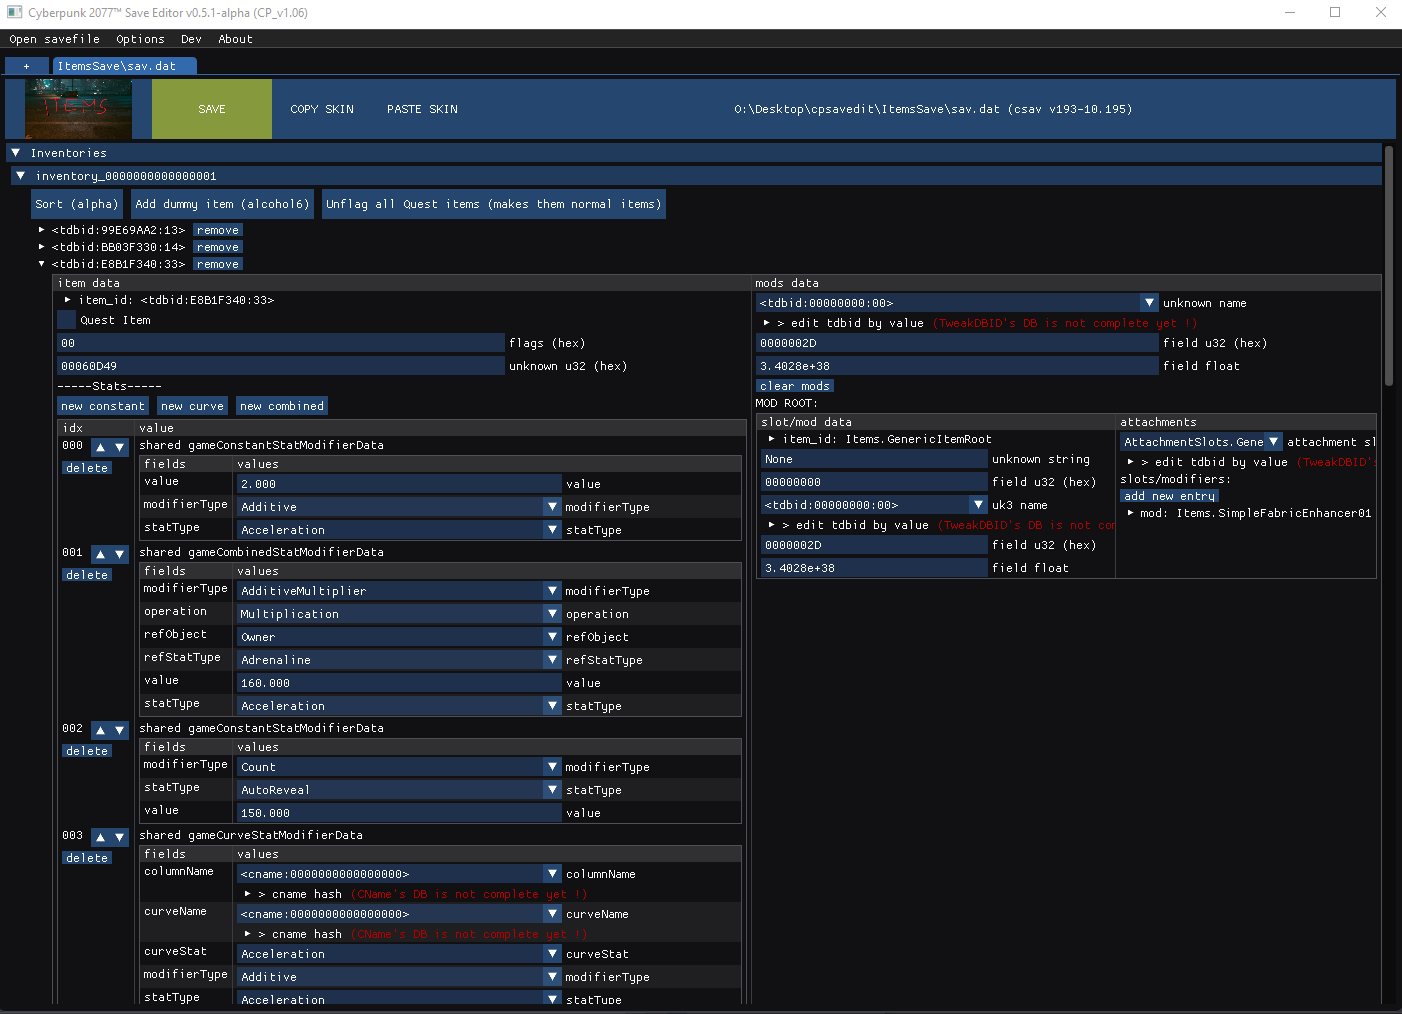 Cyberpunk 2077™ Save Editor v0.5.1-alpha (CP_v1.06)
Open savefile Options Dev About
+ ItemsSave\sav.dat
ITEMS SAVE COPY SKIN PASTE SKIN O:\Desktop\cpsavedit\ItemsSave\sav.dat (csav v193-10.195)
Inventories
inventory_0000000000000001
Sort (alpha) Add dummy item (alcohol6) Unflag all Quest items (makes them normal items)
<tdbid:99E69AA2:13> remove
<tdbid:BB03F330:14> remove
<tdbid:E8B1F340:33> remove
item data
item_id: <tdbid:E8B1F340:33>
Quest Item
00 flags (hex)
00060D49 unknown u32 (hex)
-----Stats-----
new constant new curve new combined
idx value
000 shared gameConstantStatModifierData
delete
fields values
value 2.000 value
modifierType Additive modifierType
statType Acceleration statType
001 shared gameCombinedStatModifierData
delete
fields values
modifierType AdditiveMultiplier modifierType
operation Multiplication operation
refObject Owner refObject
refStatType Adrenaline refStatType
value 160.000 value
statType Acceleration statType
002 shared gameConstantStatModifierData
delete
fields values
modifierType Count modifierType
statType AutoReveal statType
value 150.000 value
003 shared gameCurveStatModifierData
delete
fields values
columnName <cname:0000000000000000> columnName
> cname hash (CName's DB is not complete yet !)
curveName <cname:0000000000000000> curveName
> cname hash (CName's DB is not complete yet !)
curveStat Acceleration curveStat
modifierType Additive modifierType
statType Acceleration statType
mods data
<tdbid:00000000:00> unknown name
> edit tdbid by value (TweakDBID's DB is not complete yet !)
0000002D field u32 (hex)
3.4028e+38 field float
clear mods
MOD ROOT:
slot/mod data
item_id: Items.GenericItemRoot
None unknown string
00000000 field u32 (hex)
<tdbid:00000000:00> uk3 name
> edit tdbid by value (TweakDBID's DB is not con
0000002D field u32 (hex)
3.4028e+38 field float
attachments
AttachmentSlots.Gene attachment sl
> edit tdbid by value (TweakDBID's
slots/modifiers:
add new entry
mod: Items.SimpleFabricEnhancer01